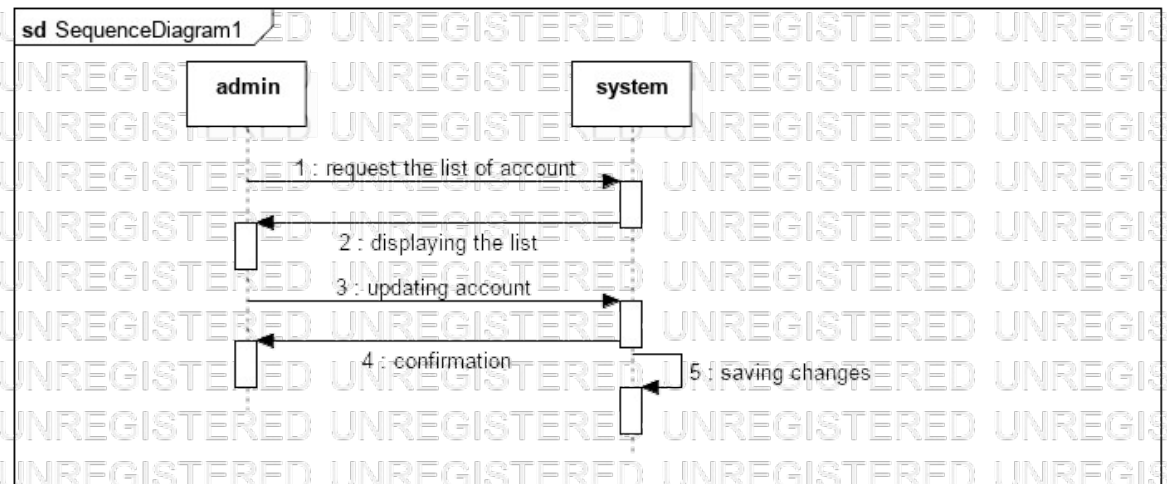 sd SequenceDiagram1
admin
system
1 : request the list of account
2 : displaying the list
3 : updating account
4 : confirmation
5 : saving changes
UNREGISTERED